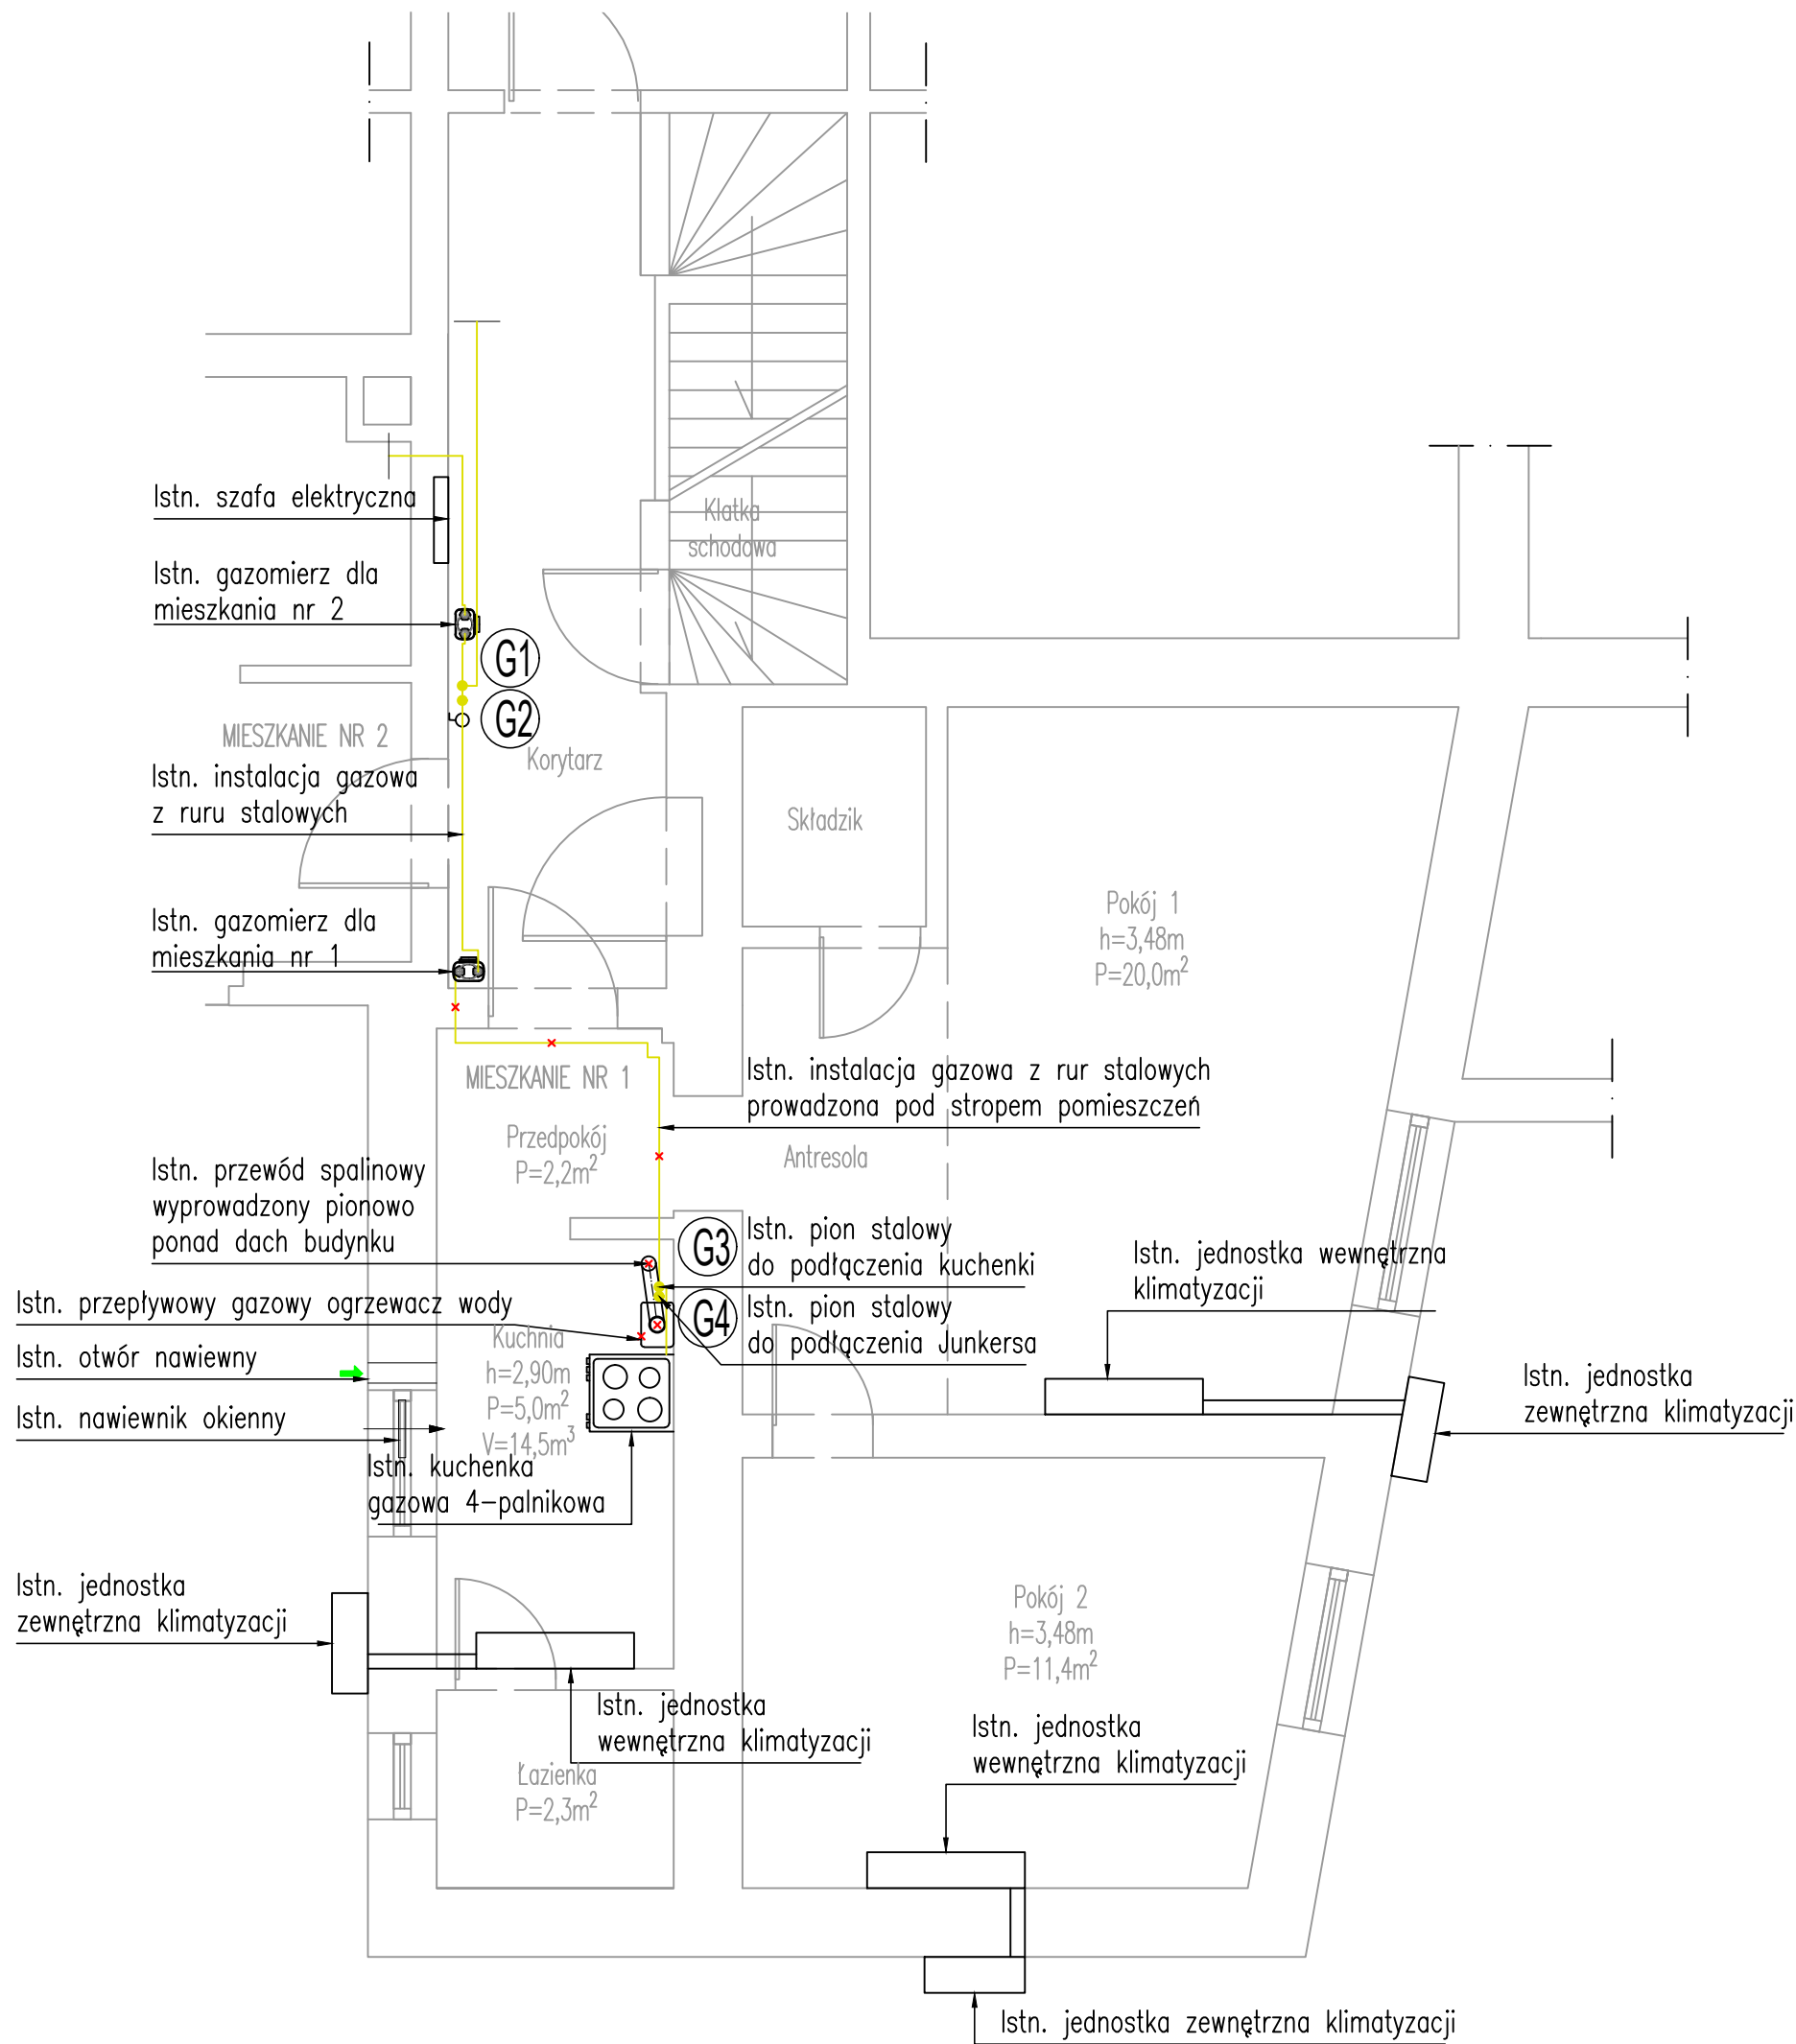 Istn. szafa elektryczna
Klatka
schodowa
Istn. gazomierz dla
mieszkania nr 2
G1
G2
MIESZKANIE NR 2
Korytarz
Istn. instalacja gazowa
z ruru stalowych
Składzik
Pokój 1
h=3,48m
P=20,0m²
Istn. gazomierz dla
mieszkania nr 1
MIESZKANIE NR 1
Istn. instalacja gazowa z rur stalowych
prowadzona pod stropem pomieszczeń
Przedpokój
P=2,2m²
Antresola
Istn. przewód spalinowy
wyprowadzony pionowo
ponad dach budynku
G3
Istn. pion stalowy
do podłączenia kuchenki
Istn. jednostka wewnętrzna
klimatyzacji
Istn. przepływowy gazowy ogrzewacz wody
G4
Istn. pion stalowy
do podłączenia Junkersa
Istn. otwór nawiewny
Kuchnia
h=2,90m
P=5,0m²
V=14,5m³
Istn. jednostka
zewnętrzna klimatyzacji
Istn. nawiewnik okienny
Istn. kuchenka
gazowa 4-palnikowa
Istn. jednostka
zewnętrzna klimatyzacji
Pokój 2
h=3,48m
P=11,4m²
Istn. jednostka
wewnętrzna klimatyzacji
Istn. jednostka
wewnętrzna klimatyzacji
Łazienka
P=2,3m²
Istn. jednostka zewnętrzna klimatyzacji